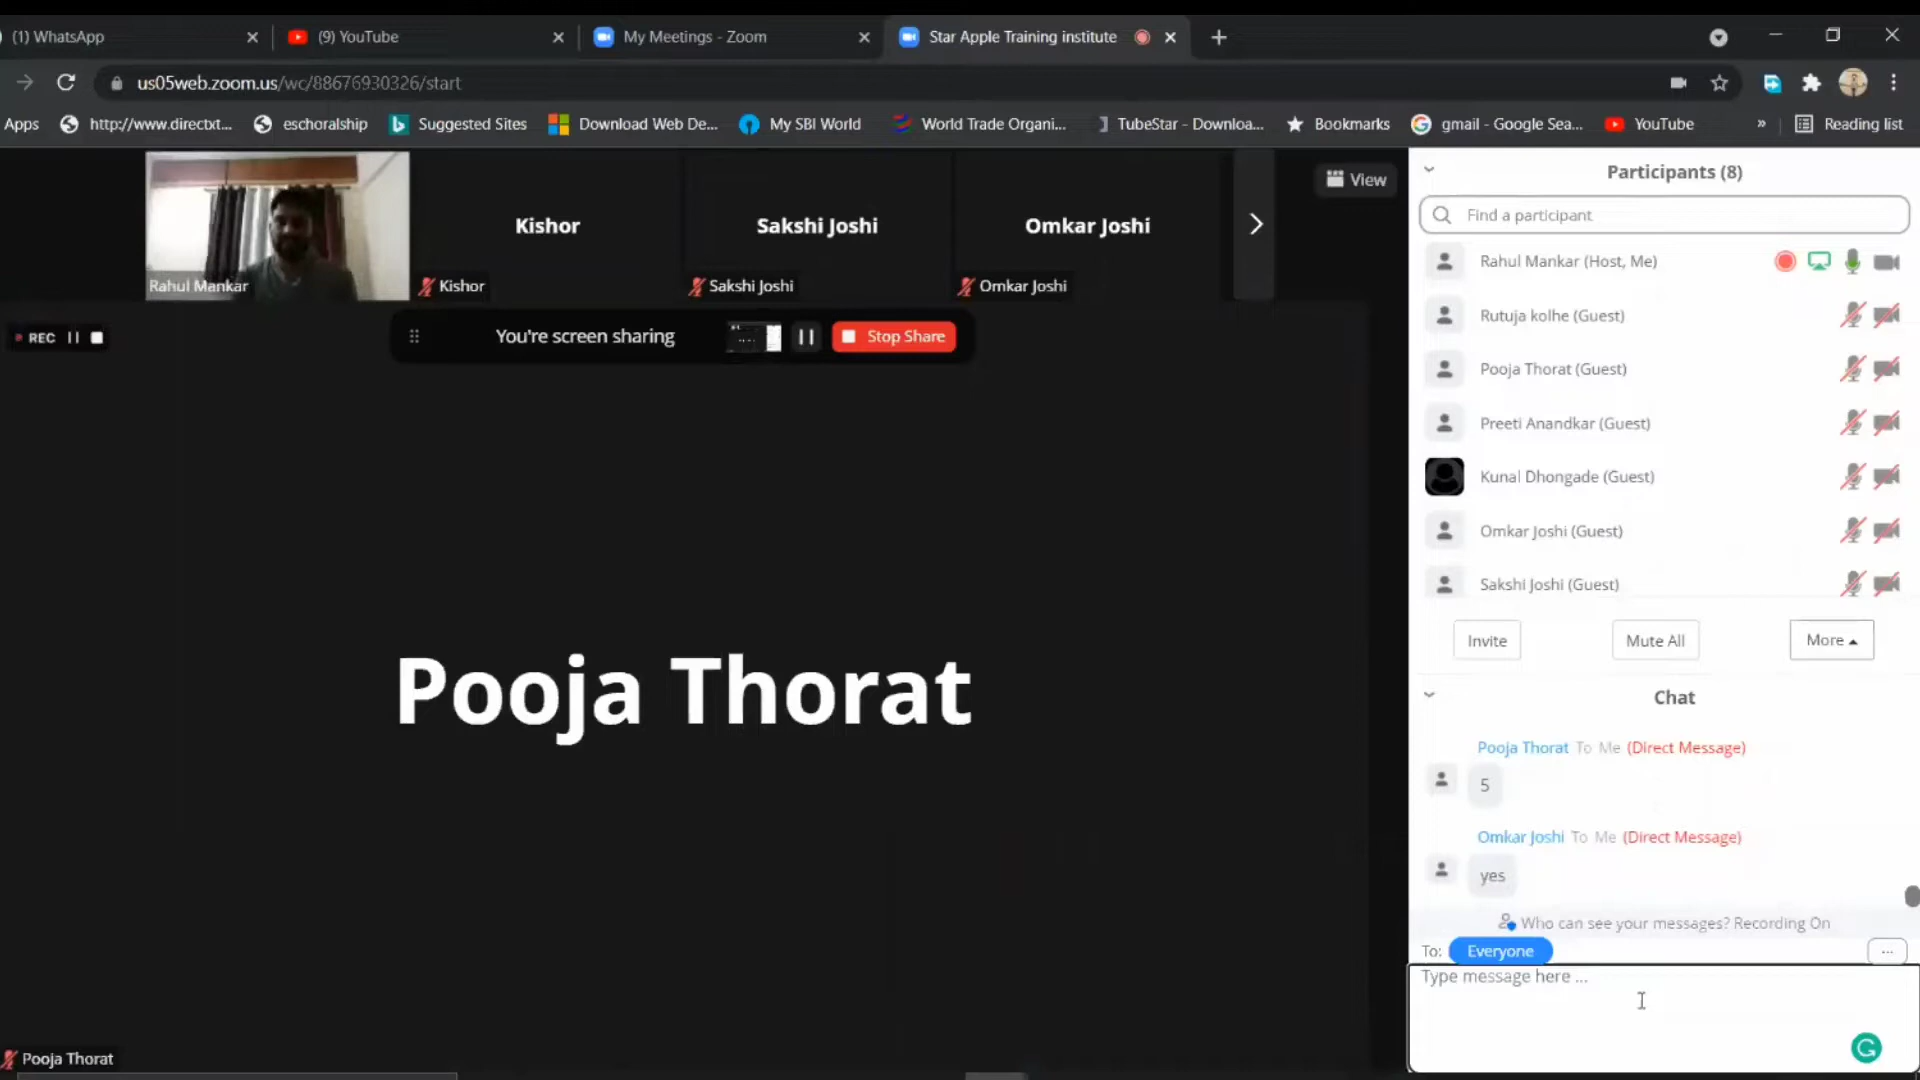 (1) WhatsApp
(9) YouTube
My Meetings - Zoom
Star Apple Training institute
us05web.zoom.us/wc/88676930326/start
Apps
http://www.directxt...
eschoralship
Suggested Sites
Download Web De...
My SBI World
World Trade Organi...
TubeStar - Downloa...
Bookmarks
gmail - Google Sea...
YouTube
»
Reading list
Rahul Mankar
Kishor
Kishor
Sakshi Joshi
Sakshi Joshi
Omkar Joshi
Omkar Joshi
View
REC
You're screen sharing
Stop Share
Pooja Thorat
Pooja Thorat
Participants (8)
Find a participant
Rahul Mankar (Host, Me)
Rutuja kolhe (Guest)
Pooja Thorat (Guest)
Preeti Anandkar (Guest)
Kunal Dhongade (Guest)
Omkar Joshi (Guest)
Sakshi Joshi (Guest)
Invite
Mute All
More
Chat
Pooja Thorat To Me (Direct Message)
5
Omkar Joshi To Me (Direct Message)
yes
Who can see your messages? Recording On
To: Everyone
...
Type message here ...